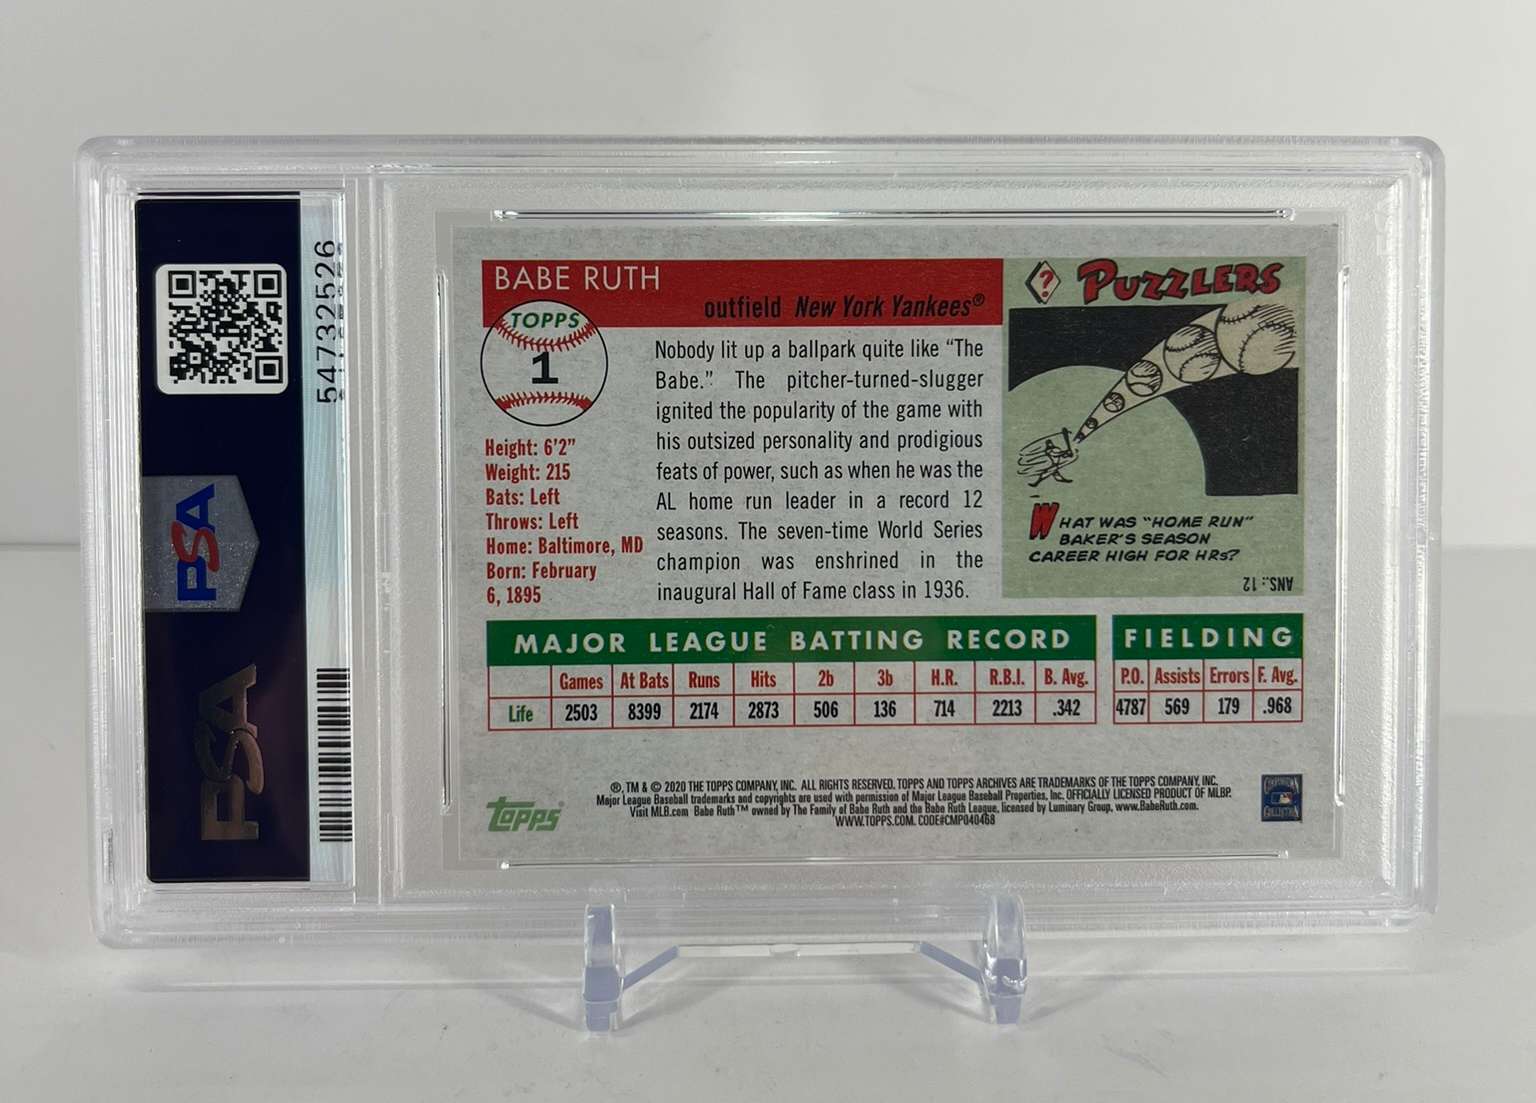 54732526
PSA
PSA
BABE RUTH
outfield New York Yankees®
TOPPS
1
Height: 6'2"
Weight: 215
Bats: Left
Throws: Left
Home: Baltimore, MD
Born: February
6, 1895
Nobody lit up a ballpark quite like "The
Babe." The pitcher-turned-slugger
ignited the popularity of the game with
his outsized personality and prodigious
feats of power, such as when he was the
AL home run leader in a record 12
seasons. The seven-time World Series
champion was enshrined in the
inaugural Hall of Fame class in 1936.
? PUZZLERS
WHAT WAS "HOME RUN"
BAKER'S SEASON
CAREER HIGH FOR HRs?
ANS.: 12
MAJOR LEAGUE BATTING RECORD
Games At Bats Runs Hits 2b 3b H.R. R.B.I. B. Avg.
Life 2503 8399 2174 2873 506 136 714 2213 .342
FIELDING
P.O. Assists Errors F. Avg.
4787 569 179 .968
Topps®
®, TM & © 2020 THE TOPPS COMPANY, INC. ALL RIGHTS RESERVED. TOPPS AND TOPPS ARCHIVES ARE TRADEMARKS OF THE TOPPS COMPANY, INC.
Major League Baseball trademarks and copyrights are used with permission of Major League Baseball Properties, Inc. OFFICIALLY LICENSED PRODUCT OF MLBP.
Visit MLB.com Babe Ruth™ owned by The Family of Babe Ruth and the Babe Ruth League, licensed by Luminary Group, www.BabeRuth.com.
WWW.TOPPS.COM. CODE#CMP040468
COOPERSTOWN
COLLECTION